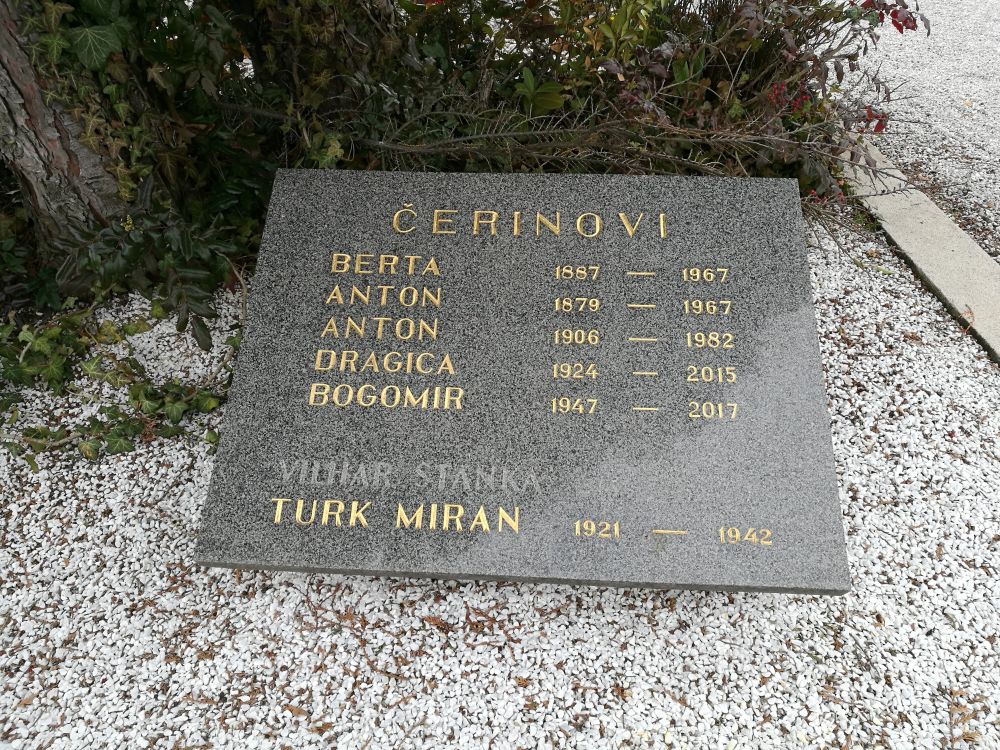 ČERINOVI
BERTA 1887 — 1967
ANTON 1879 — 1967
ANTON 1906 — 1982
DRAGICA 1924 — 2015
BOGOMIR 1947 — 2017
VILHAR STANKA
TURK MIRAN 1921 — 1942